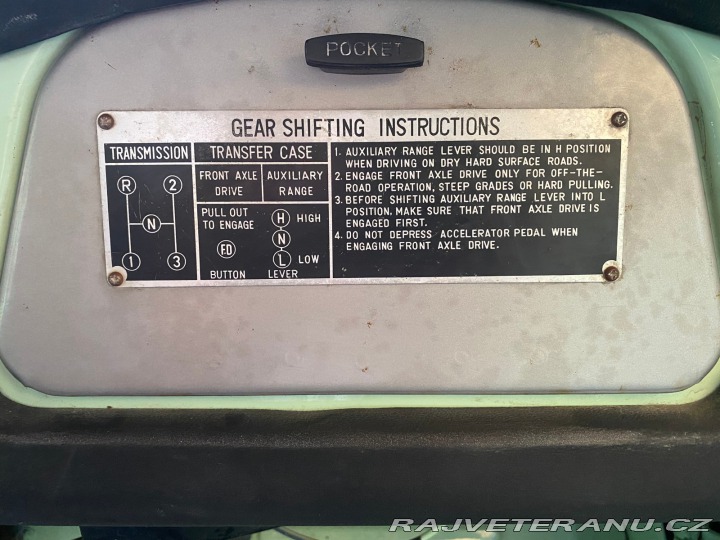 POCKET
GEAR SHIFTING INSTRUCTIONS
TRANSMISSION
R 2
N
1 3
TRANSFER CASE
FRONT AXLE
DRIVE
PULL OUT
TO ENGAGE
F.D
BUTTON
AUXILIARY
RANGE
H HIGH
N
L LOW
LEVER
1. AUXILIARY RANGE LEVER SHOULD BE IN H POSITION
WHEN DRIVING ON DRY HARD SURFACE ROADS.
2. ENGAGE FRONT AXLE DRIVE ONLY FOR OFF-THE-
ROAD OPERATION, STEEP GRADES OR HARD PULLING.
3. BEFORE SHIFTING AUXILIARY RANGE LEVER INTO L
POSITION. MAKE SURE THAT FRONT AXLE DRIVE IS
ENGAGED FIRST.
4. DO NOT DEPRESS ACCELERATOR PEDAL WHEN
ENGAGING FRONT AXLE DRIVE.
RAJVETERANU.CZ